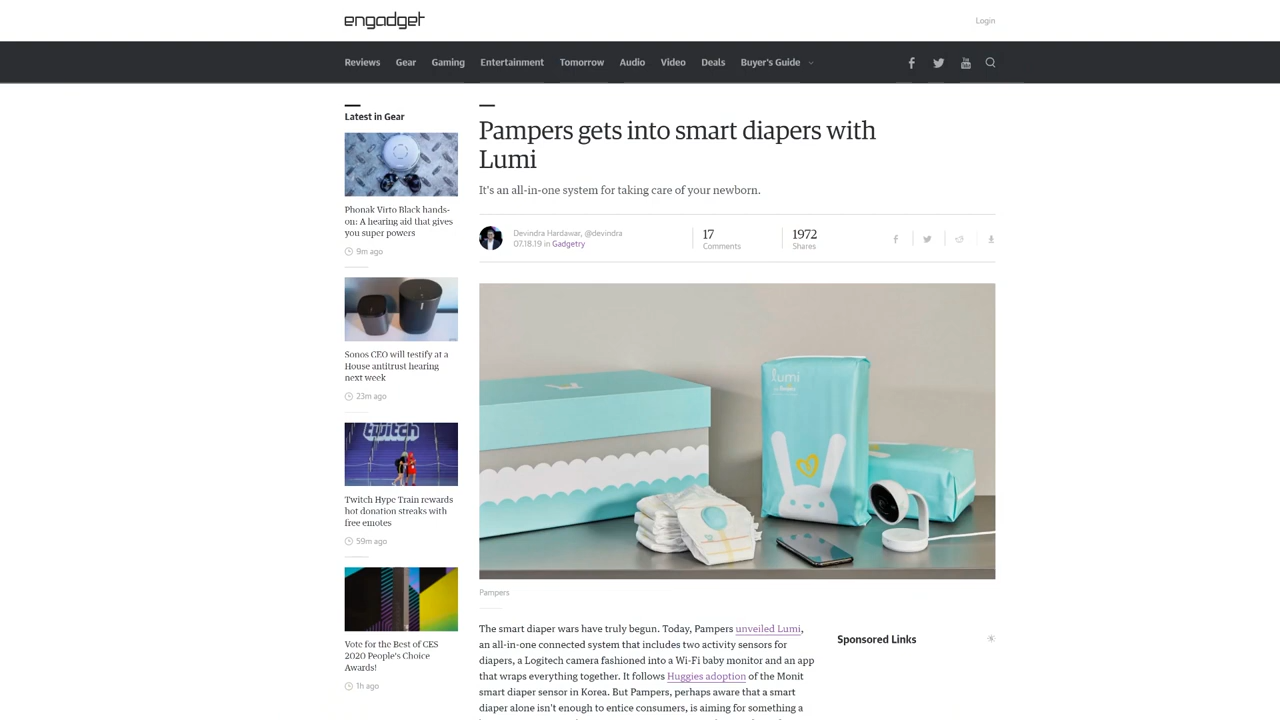 engadget
Login
Reviews Gear Gaming Entertainment Tomorrow Audio Video Deals Buyer's Guide
Latest in Gear
Phonak Virto Black hands-
on: A hearing aid that gives
you super powers
9m ago
Sonos CEO will testify at a
House antitrust hearing
next week
23m ago
twitch
Twitch Hype Train rewards
hot donation streaks with
free emotes
59m ago
Vote for the Best of CES
2020 People's Choice
Awards!
1h ago
Pampers gets into smart diapers with
Lumi
It's an all-in-one system for taking care of your newborn.
Devindra Hardawar, @devindra
07.18.19 in Gadgetry
17
Comments
1972
Shares
lumi
Pampers
The smart diaper wars have truly begun. Today, Pampers unveiled Lumi,
an all-in-one connected system that includes two activity sensors for
diapers, a Logitech camera fashioned into a Wi-Fi baby monitor and an app
that wraps everything together. It follows Huggies adoption of the Monit
smart diaper sensor in Korea. But Pampers, perhaps aware that a smart
diaper alone isn't enough to entice consumers, is aiming for something a
Sponsored Links